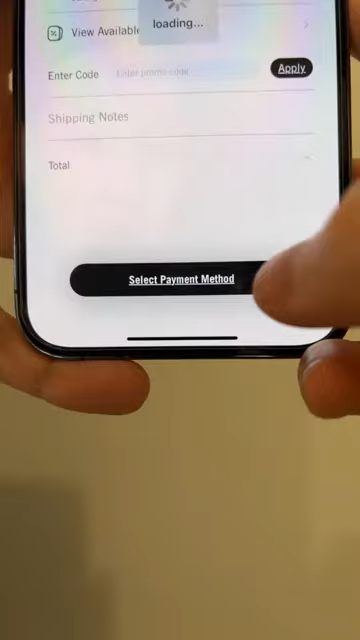 loading...
View Available
Enter Code
Enter promo code
Apply
Shipping Notes
Total
Select Payment Method